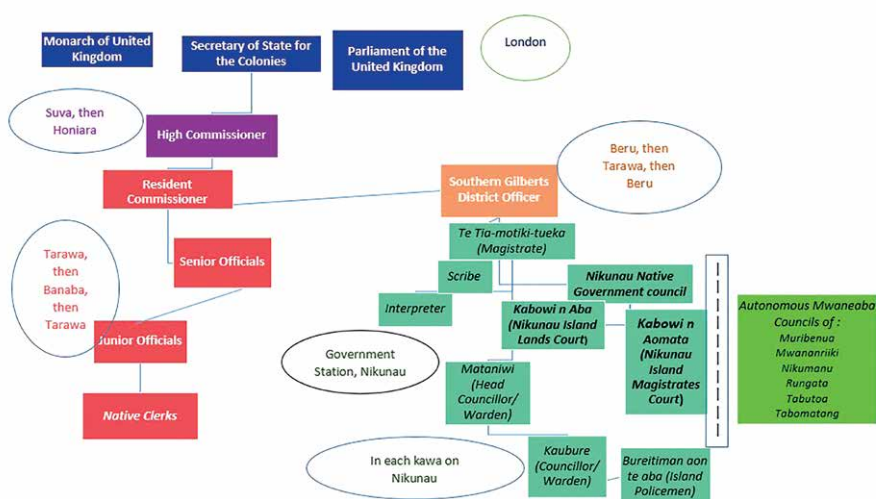 Monarch of United
Kingdom
Secretary of State for
the Colonies
Parliament of the
United Kingdom
London
Suva, then
Honiara
High Commissioner
Resident
Commissioner
Southern Gilberts
District Officer
Beru, then
Tarawa, then
Beru
Te Tia-motiki-tueka
(Magistrate)
Tarawa,
then
Banaba,
then
Tarawa
Senior Officials
Scribe
Nikunau Native
Government council
Interpreter
Kabowi n Aba
(Nikunau Island
Lands Court)
Kabowi n
Aomata
(Nikunau
Island
Magistrates
Court)
Autonomous Mwaneaba
Councils of :
Muribenua
Mwananriiki
Nikumanu
Rungata
Tabutoa
Tabomatang
Junior Officials
Government
Station, Nikunau
Mataniwi (Head
Councillor/
Warden)
Native Clerks
In each kawa on
Nikunau
Kaubure
(Councillor/
Warden)
Bureitiman aon
te aba (Island
Policemen)